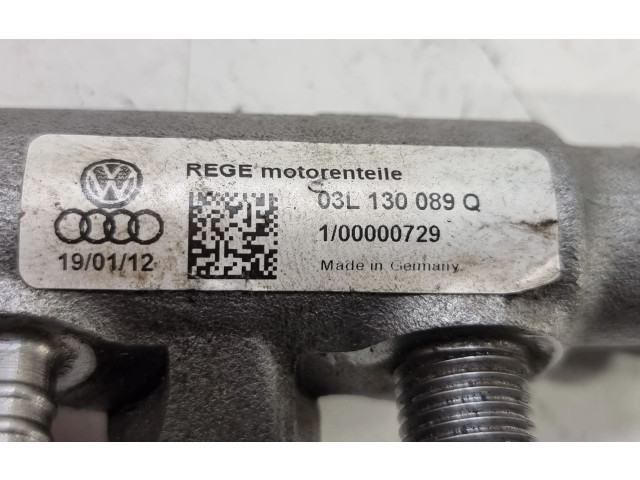 REGE motorenteile
03L 130 089 Q
1/00000729
19/01/12
Made in Germany